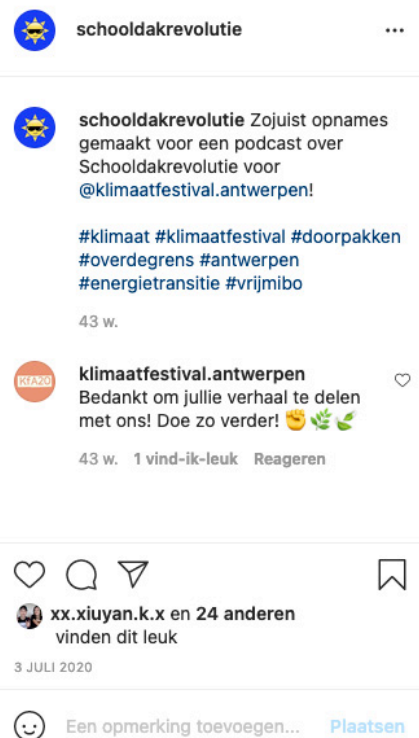 schooldakrevolutie
schooldakrevolutie Zojuist opnames
gemaakt voor een podcast over
Schooldakrevolutie voor
@klimaatfestival.antwerpen!
#klimaat #klimaatfestival #doorpakken
#overdegrens #antwerpen
#energietransitie #vrijmibo
43 w.
KfA20
klimaatfestival.antwerpen
Bedankt om jullie verhaal te delen
met ons! Doe zo verder! ✊🌿🍃
43 w. 1 vind-ik-leuk Reageren
xx.xiuyan.k.x en 24 anderen
vinden dit leuk
3 JULI 2020
Een opmerking toevoegen... Plaatsen